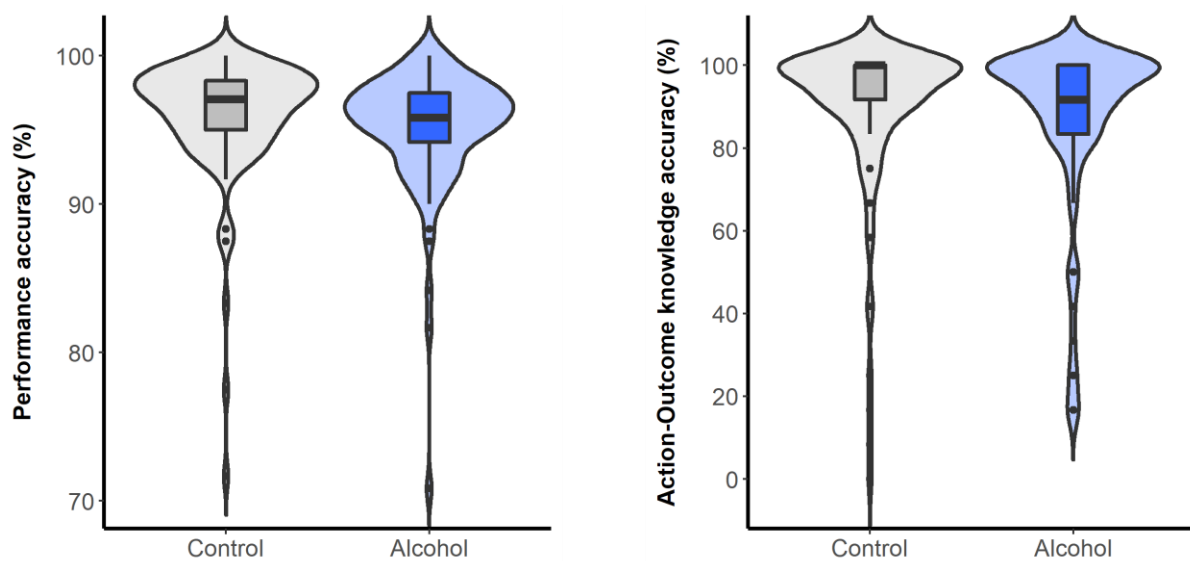 Performance accuracy (%)
100
90
80
70
Control
Alcohol
Action-Outcome knowledge accuracy (%)
100
80
60
40
20
0
Control
Alcohol